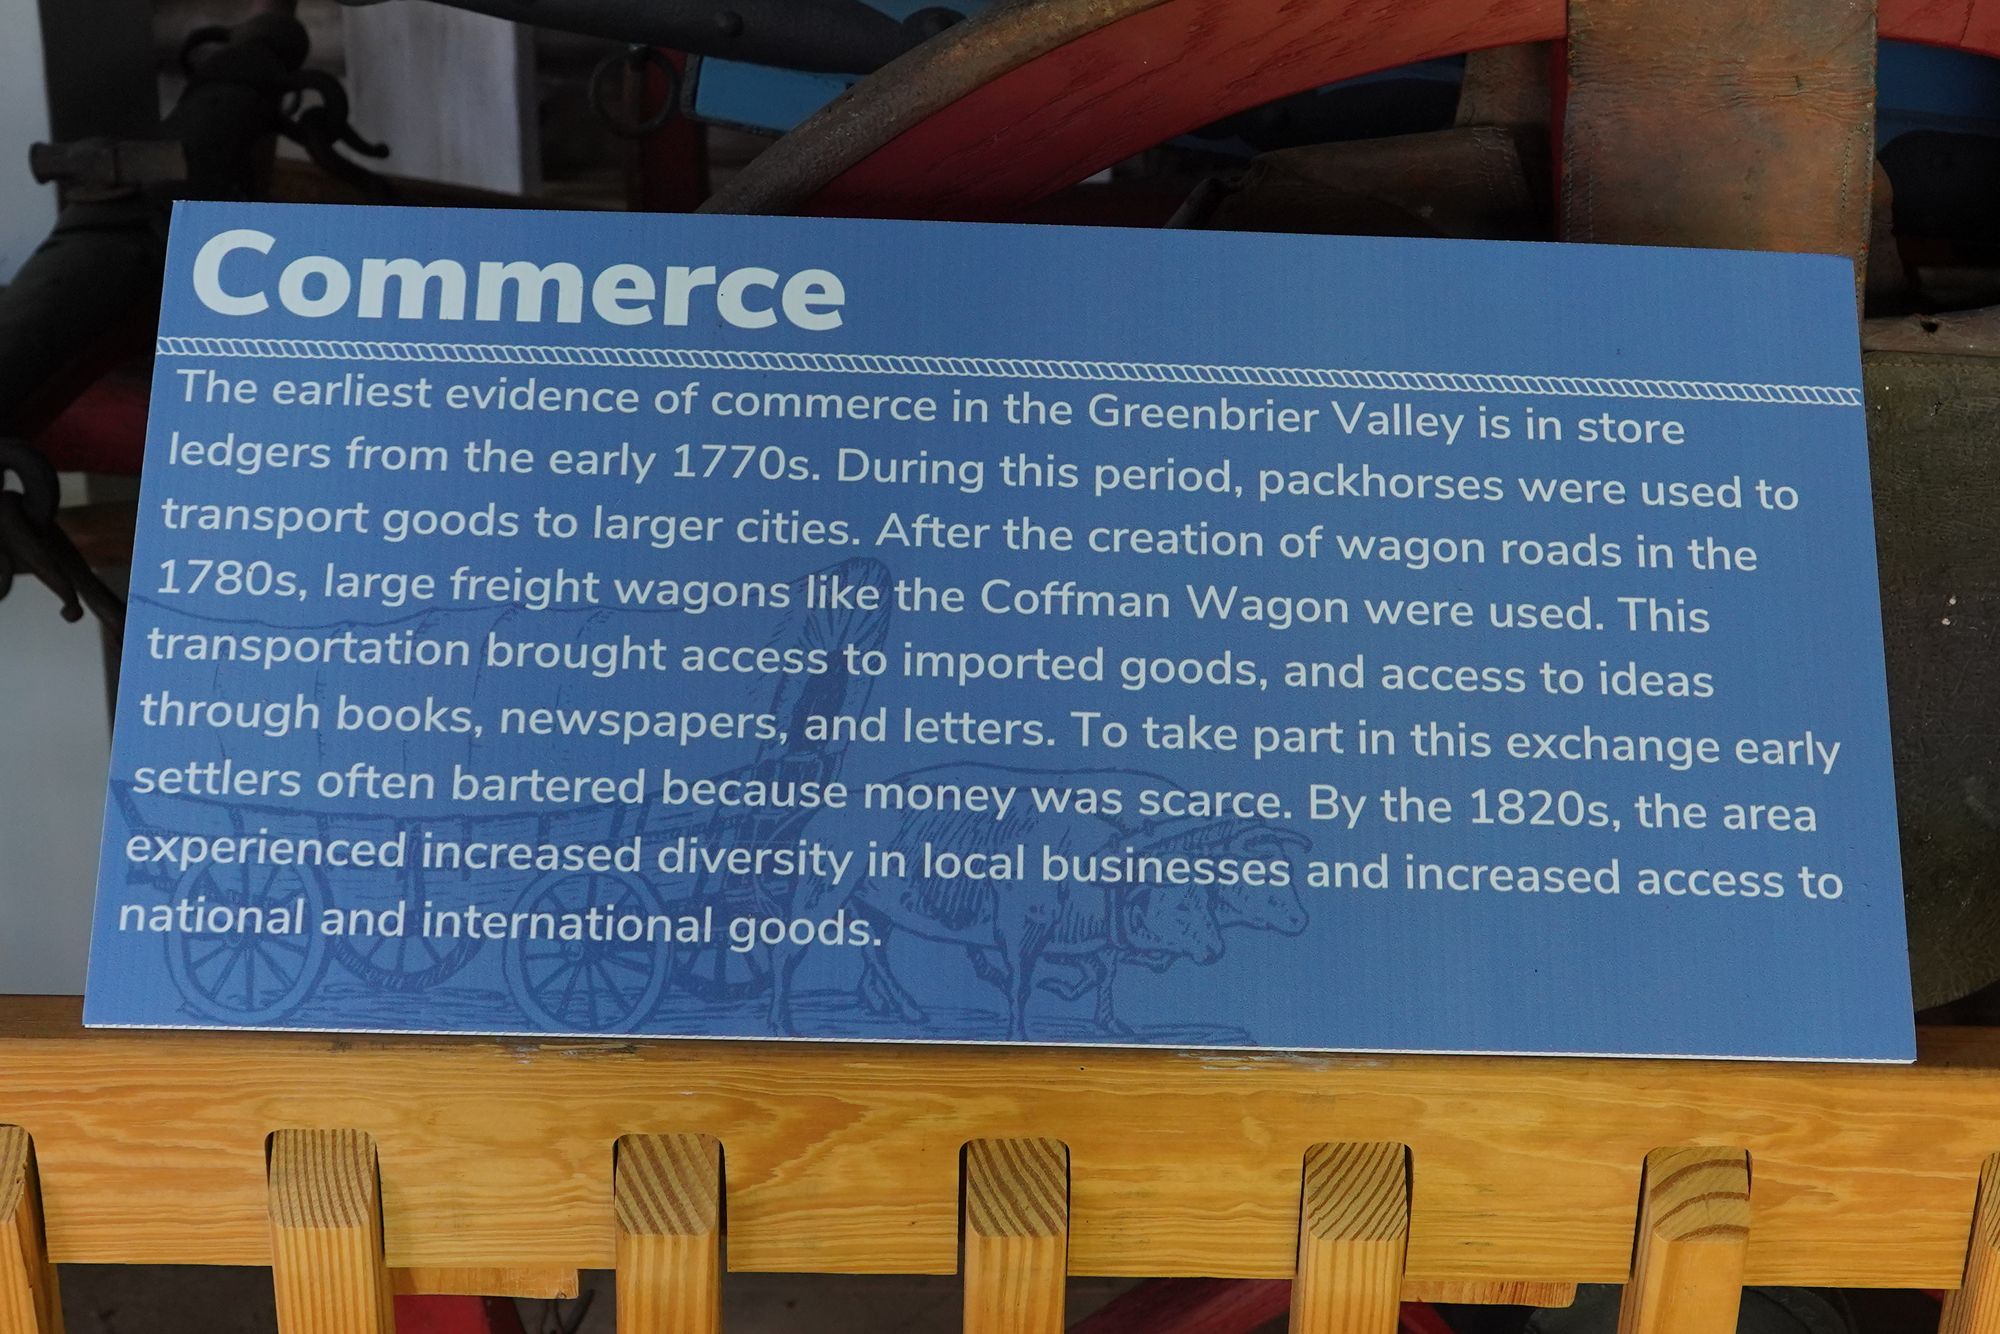 Commerce
The earliest evidence of commerce in the Greenbrier Valley is in store
ledgers from the early 1770s. During this period, packhorses were used to
transport goods to larger cities. After the creation of wagon roads in the
1780s, large freight wagons like the Coffman Wagon were used. This
transportation brought access to imported goods, and access to ideas
through books, newspapers, and letters. To take part in this exchange early
settlers often bartered because money was scarce. By the 1820s, the area
experienced increased diversity in local businesses and increased access to
national and international goods.